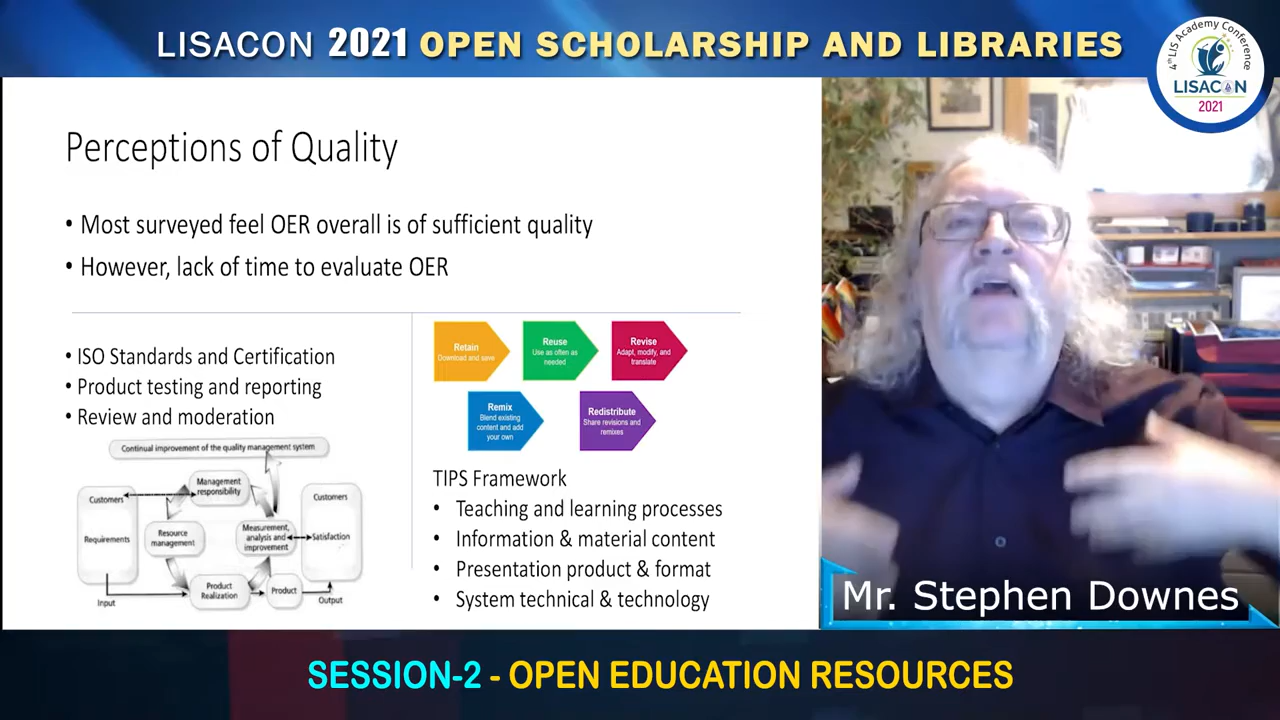 LISACON 2021 OPEN SCHOLARSHIP AND LIBRARIES
4th LIS Academy Conference
LISACON
2021
Perceptions of Quality
• Most surveyed feel OER overall is of sufficient quality
• However, lack of time to evaluate OER
• ISO Standards and Certification
• Product testing and reporting
• Review and moderation
Continual improvement of the quality management system
Customers
Management
responsibility
Customers
Requirements
Resource
management
Measurement,
analysis and
improvement
Satisfaction
Product
Realization
Product
Input
Output
Retain
Download and save
Reuse
Use as often as
needed
Revise
Adapt, modify, and
translate
Remix
Blend existing
content and add
your own
Redistribute
Share revisions and
remixes
TIPS Framework
• Teaching and learning processes
• Information & material content
• Presentation product & format
• System technical & technology
Mr. Stephen Downes
SESSION-2 - OPEN EDUCATION RESOURCES